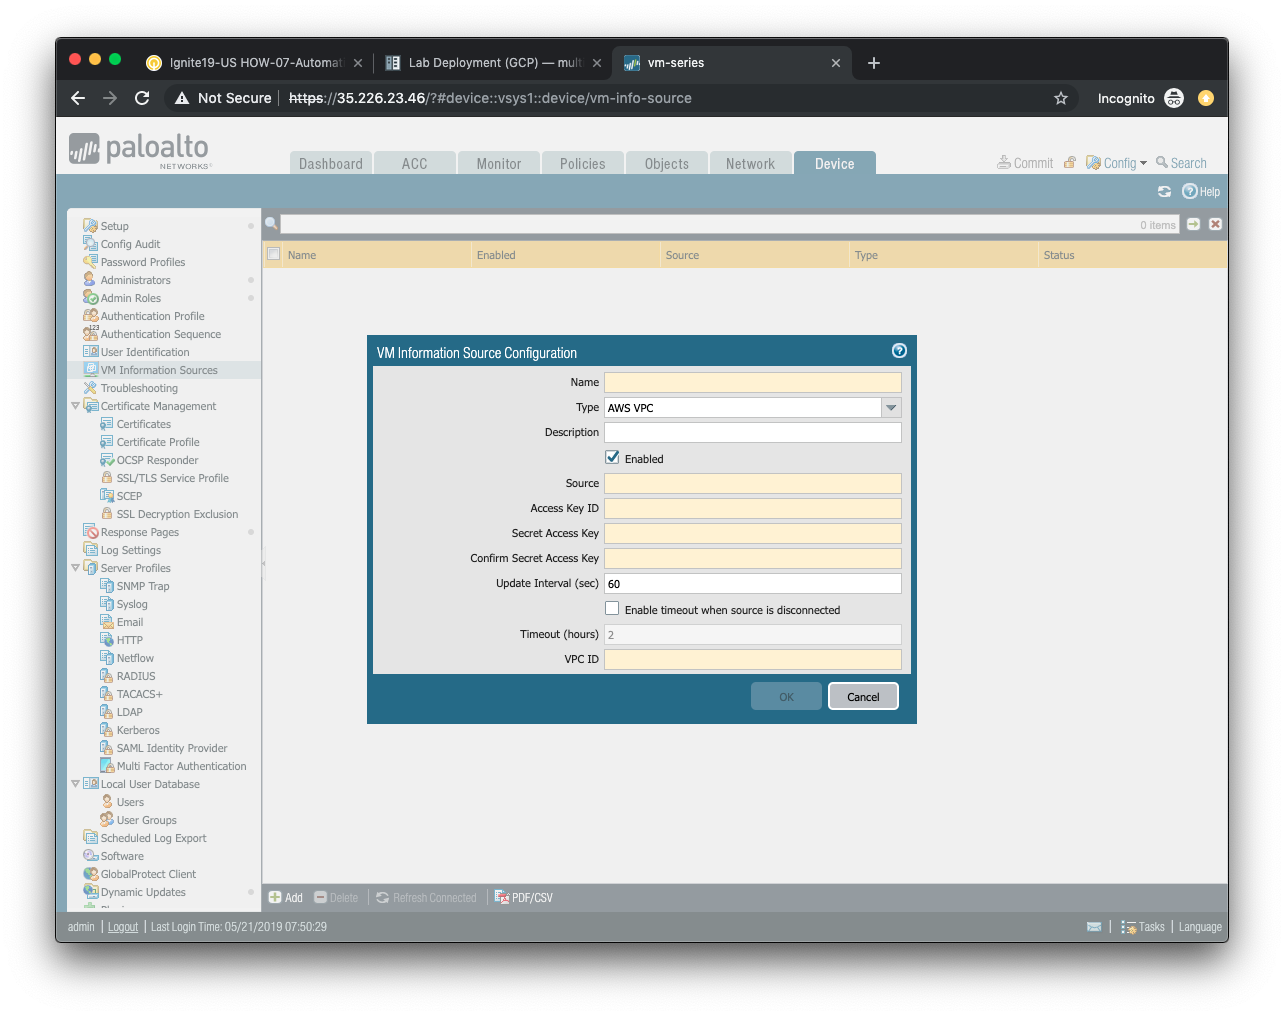 Ignite19-US HOW-07-Automat
Lab Deployment (GCP) — mult
vm-series
Not Secure
https://35.226.23.46/?#device::vsys1::device/vm-info-source
Incognito
paloalto
NETWORKS®
Dashboard
ACC
Monitor
Policies
Objects
Network
Device
Commit
Config
Search
Help
Setup
Config Audit
Password Profiles
Administrators
Admin Roles
Authentication Profile
Authentication Sequence
User Identification
VM Information Sources
Troubleshooting
Certificate Management
Certificates
Certificate Profile
OCSP Responder
SSL/TLS Service Profile
SCEP
SSL Decryption Exclusion
Response Pages
Log Settings
Server Profiles
SNMP Trap
Syslog
Email
HTTP
Netflow
RADIUS
TACACS+
LDAP
Kerberos
SAML Identity Provider
Multi Factor Authentication
Local User Database
Users
User Groups
Scheduled Log Export
Software
GlobalProtect Client
Dynamic Updates
0 items
Name
Enabled
Source
Type
Status
VM Information Source Configuration
Name
Type AWS VPC
Description
Enabled
Source
Access Key ID
Secret Access Key
Confirm Secret Access Key
Update Interval (sec) 60
Enable timeout when source is disconnected
Timeout (hours) 2
VPC ID
OK
Cancel
Add
Delete
Refresh Connected
PDF/CSV
admin | Logout | Last Login Time: 05/21/2019 07:50:29
Tasks | Language